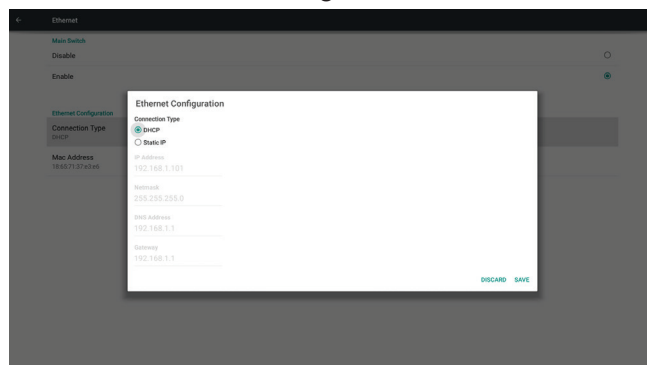 Ethernet
Main Switch
Disable
Enable
Ethernet Configuration
Connection Type
DHCP
Mac Address
Ethernet Configuration
Connection Type
DHCP
Static IP
IP Address
192.168.1.101
Netmask
255.255.255.0
DNS Address
192.168.1.1
Gateway
192.168.1.1
DISCARD SAVE